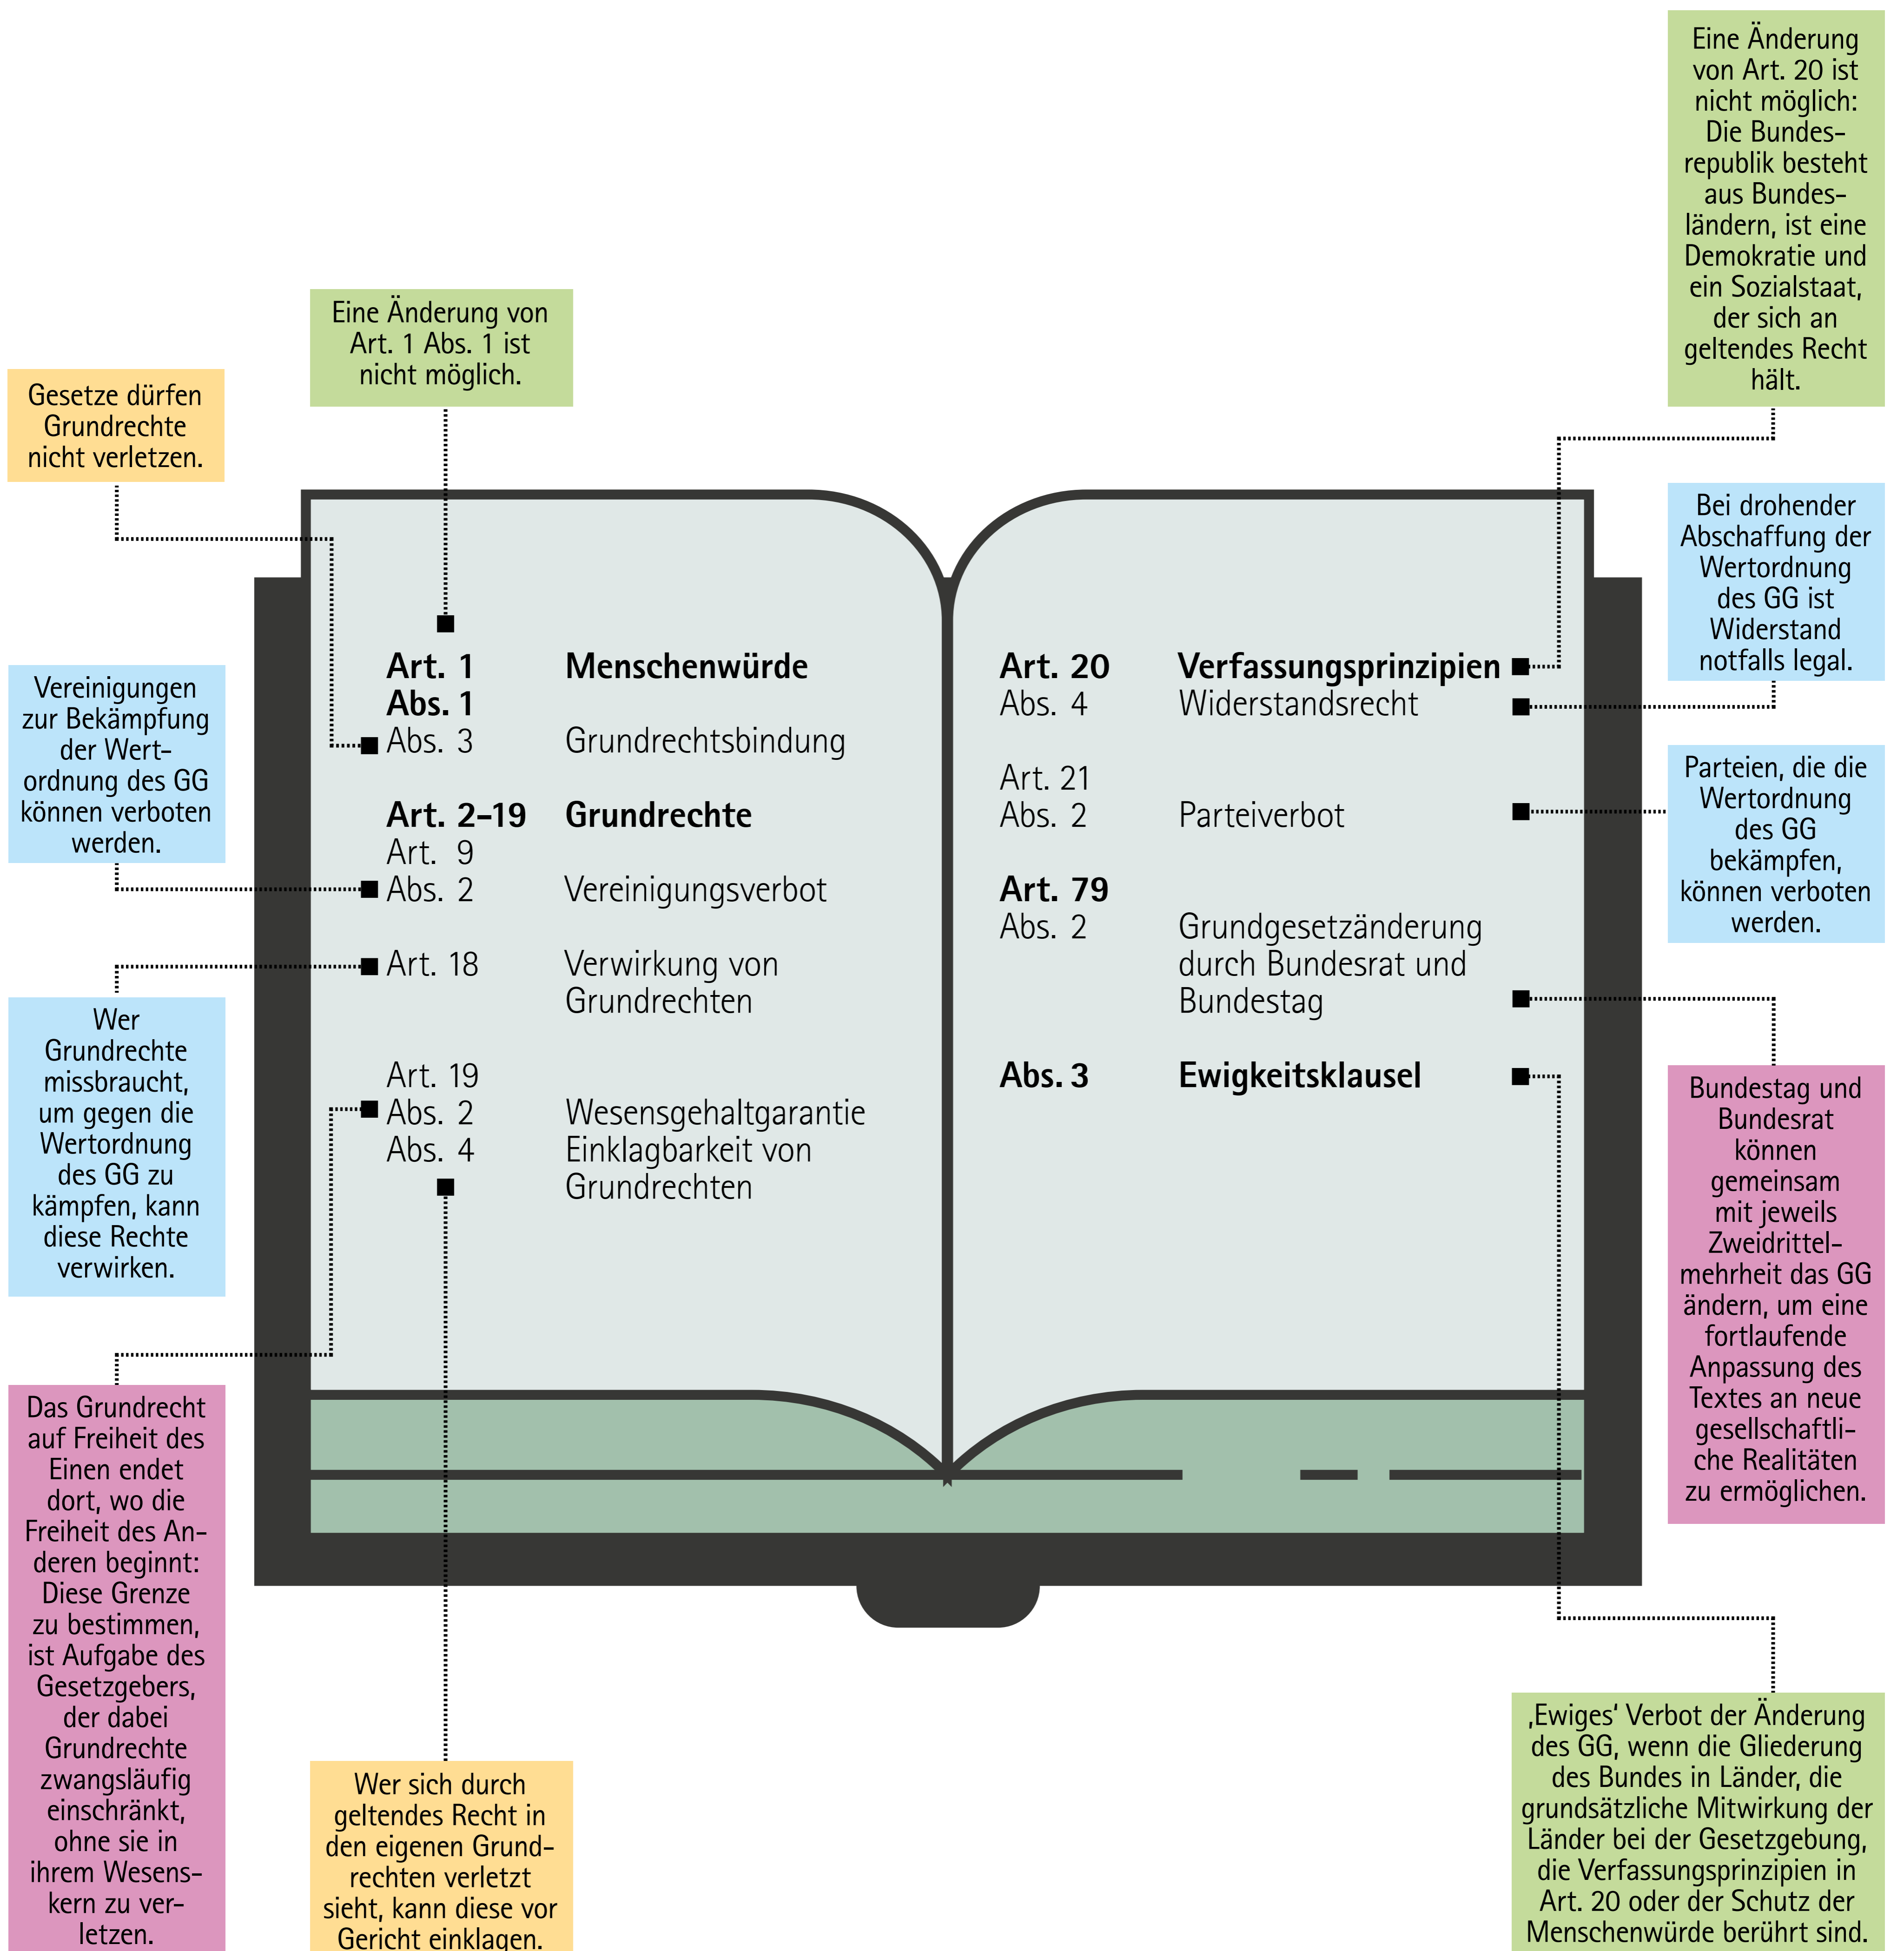 Eine Änderung
von Art. 20 ist
nicht möglich:
Die Bundes-
republik besteht
aus Bundes-
ländern, ist eine
Demokratie und
ein Sozialstaat,
der sich an
geltendes Recht
hält.
Eine Änderung von
Art. 1 Abs. 1 ist
nicht möglich.
Gesetze dürfen
Grundrechte
nicht verletzen.
Bei drohender
Abschaffung der
Wertordnung
des GG ist
Widerstand
notfalls legal.
Vereinigungen
zur Bekämpfung
der Wert-
ordnung des GG
können verboten
werden.
Art. 1 Menschenwürde
Abs. 1
Abs. 3 Grundrechtsbindung
Art. 2–19 Grundrechte
Art. 9
Abs. 2 Vereinigungsverbot
Art. 18 Verwirkung von
Grundrechten
Art. 19
Abs. 2 Wesensgehaltgarantie
Abs. 4 Einklagbarkeit von
Grundrechten
Art. 20 Verfassungsprinzipien
Abs. 4 Widerstandsrecht
Art. 21
Abs. 2 Parteiverbot
Art. 79
Abs. 2 Grundgesetzänderung
durch Bundesrat und
Bundestag
Abs. 3 Ewigkeitsklausel
Parteien, die die
Wertordnung
des GG
bekämpfen,
können verboten
werden.
Wer
Grundrechte
missbraucht,
um gegen die
Wertordnung
des GG zu
kämpfen, kann
diese Rechte
verwirken.
Bundestag und
Bundesrat
können
gemeinsam
mit jeweils
Zweidrittel-
mehrheit das GG
ändern, um eine
fortlaufende
Anpassung des
Textes an neue
gesellschaftli-
che Realitäten
zu ermöglichen.
Das Grundrecht
auf Freiheit des
Einen endet
dort, wo die
Freiheit des An-
deren beginnt:
Diese Grenze
zu bestimmen,
ist Aufgabe des
Gesetzgebers,
der dabei
Grundrechte
zwangsläufig
einschränkt,
ohne sie in
ihrem Wesens-
kern zu ver-
letzen.
Wer sich durch
geltendes Recht in
den eigenen Grund-
rechten verletzt
sieht, kann diese vor
Gericht einklagen.
‚Ewiges‘ Verbot der Änderung
des GG, wenn die Gliederung
des Bundes in Länder, die
grundsätzliche Mitwirkung der
Länder bei der Gesetzgebung,
die Verfassungsprinzipien in
Art. 20 oder der Schutz der
Menschenwürde berührt sind.